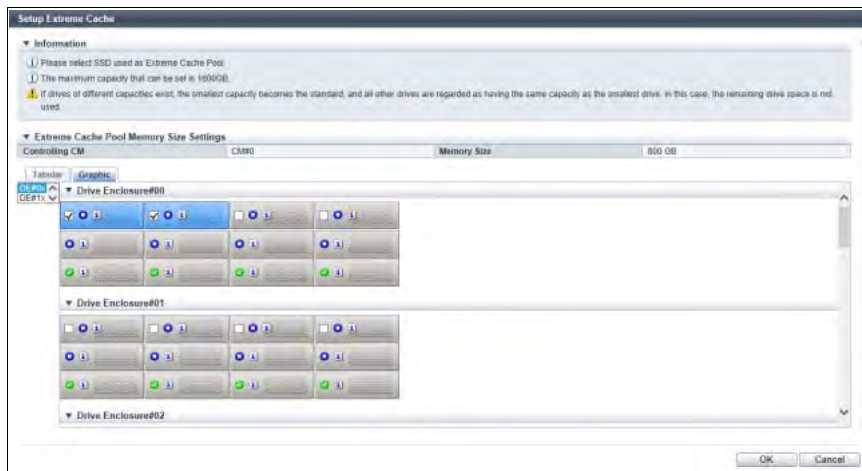 Setup Extreme Cache
Information
Please select SSD used as Extreme Cache Pool.
The maximum capacity that can be set is 1600GB.
If drives of different capacities exist, the smallest capacity becomes the standard, and all other drives are regarded as having the same capacity as the smallest drive. In this case, the remaining drive space is not
used.
Extreme Cache Pool Memory Size Settings
Controlling CM CM#0 Memory Size 800 GB
Tabular Graphic
DE#0x
DE#1x
Drive Enclosure#00
Drive Enclosure#01
Drive Enclosure#02
OK Cancel